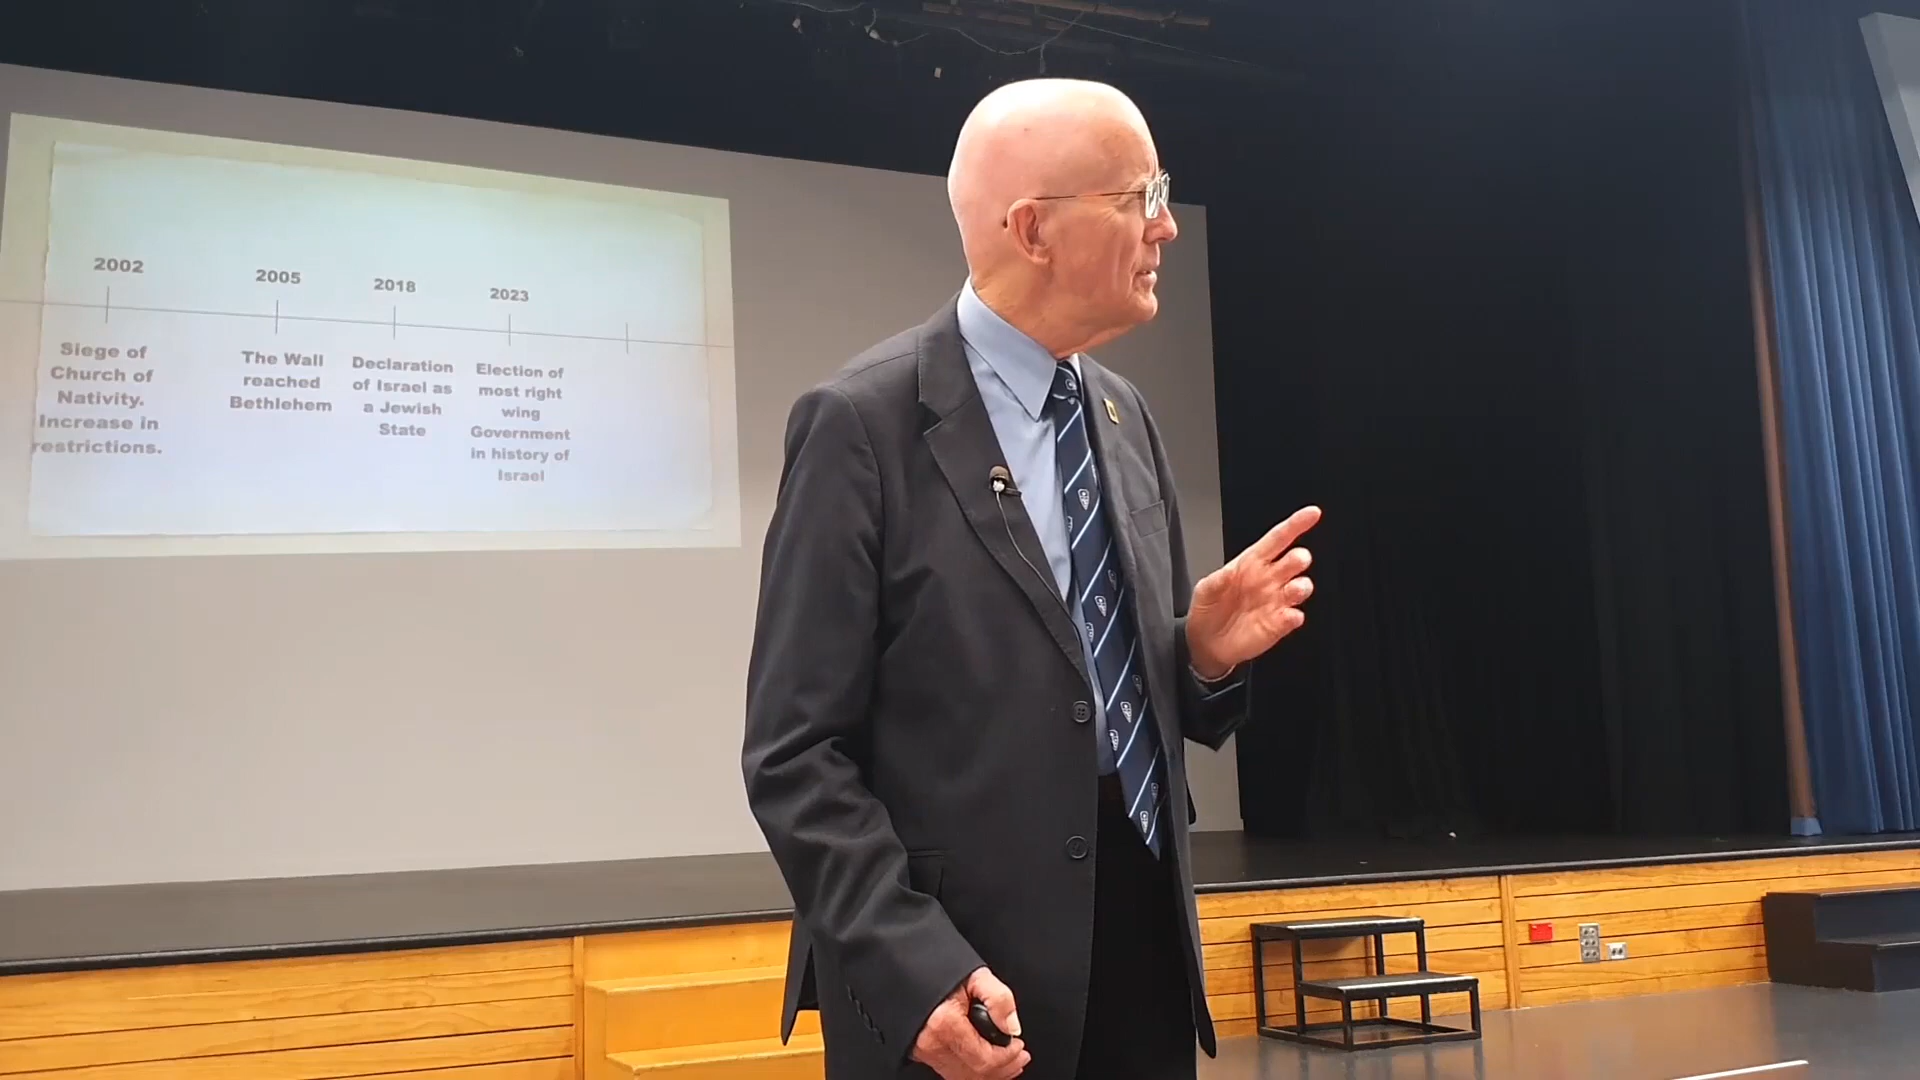 2002
2005
2018
2023
Siege of
Church of
Nativity.
Increase in
restrictions.
The Wall
reached
Bethlehem
Declaration
of Israel as
a Jewish
State
Election of
most right
wing
Government
in history of
Israel